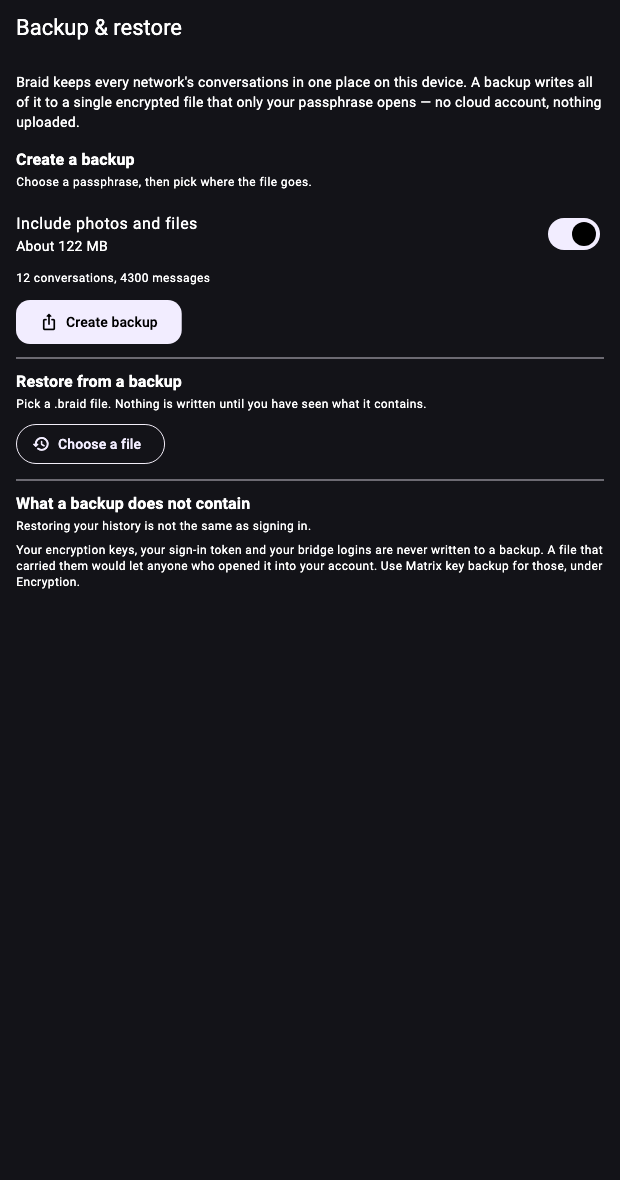 Backup & restore
Braid keeps every network's conversations in one place on this device. A backup writes all
of it to a single encrypted file that only your passphrase opens — no cloud account, nothing
uploaded.
Create a backup
Choose a passphrase, then pick where the file goes.
Include photos and files
About 122 MB
12 conversations, 4300 messages
Create backup
Restore from a backup
Pick a .braid file. Nothing is written until you have seen what it contains.
Choose a file
What a backup does not contain
Restoring your history is not the same as signing in.
Your encryption keys, your sign-in token and your bridge logins are never written to a backup. A file that
carried them would let anyone who opened it into your account. Use Matrix key backup for those, under
Encryption.